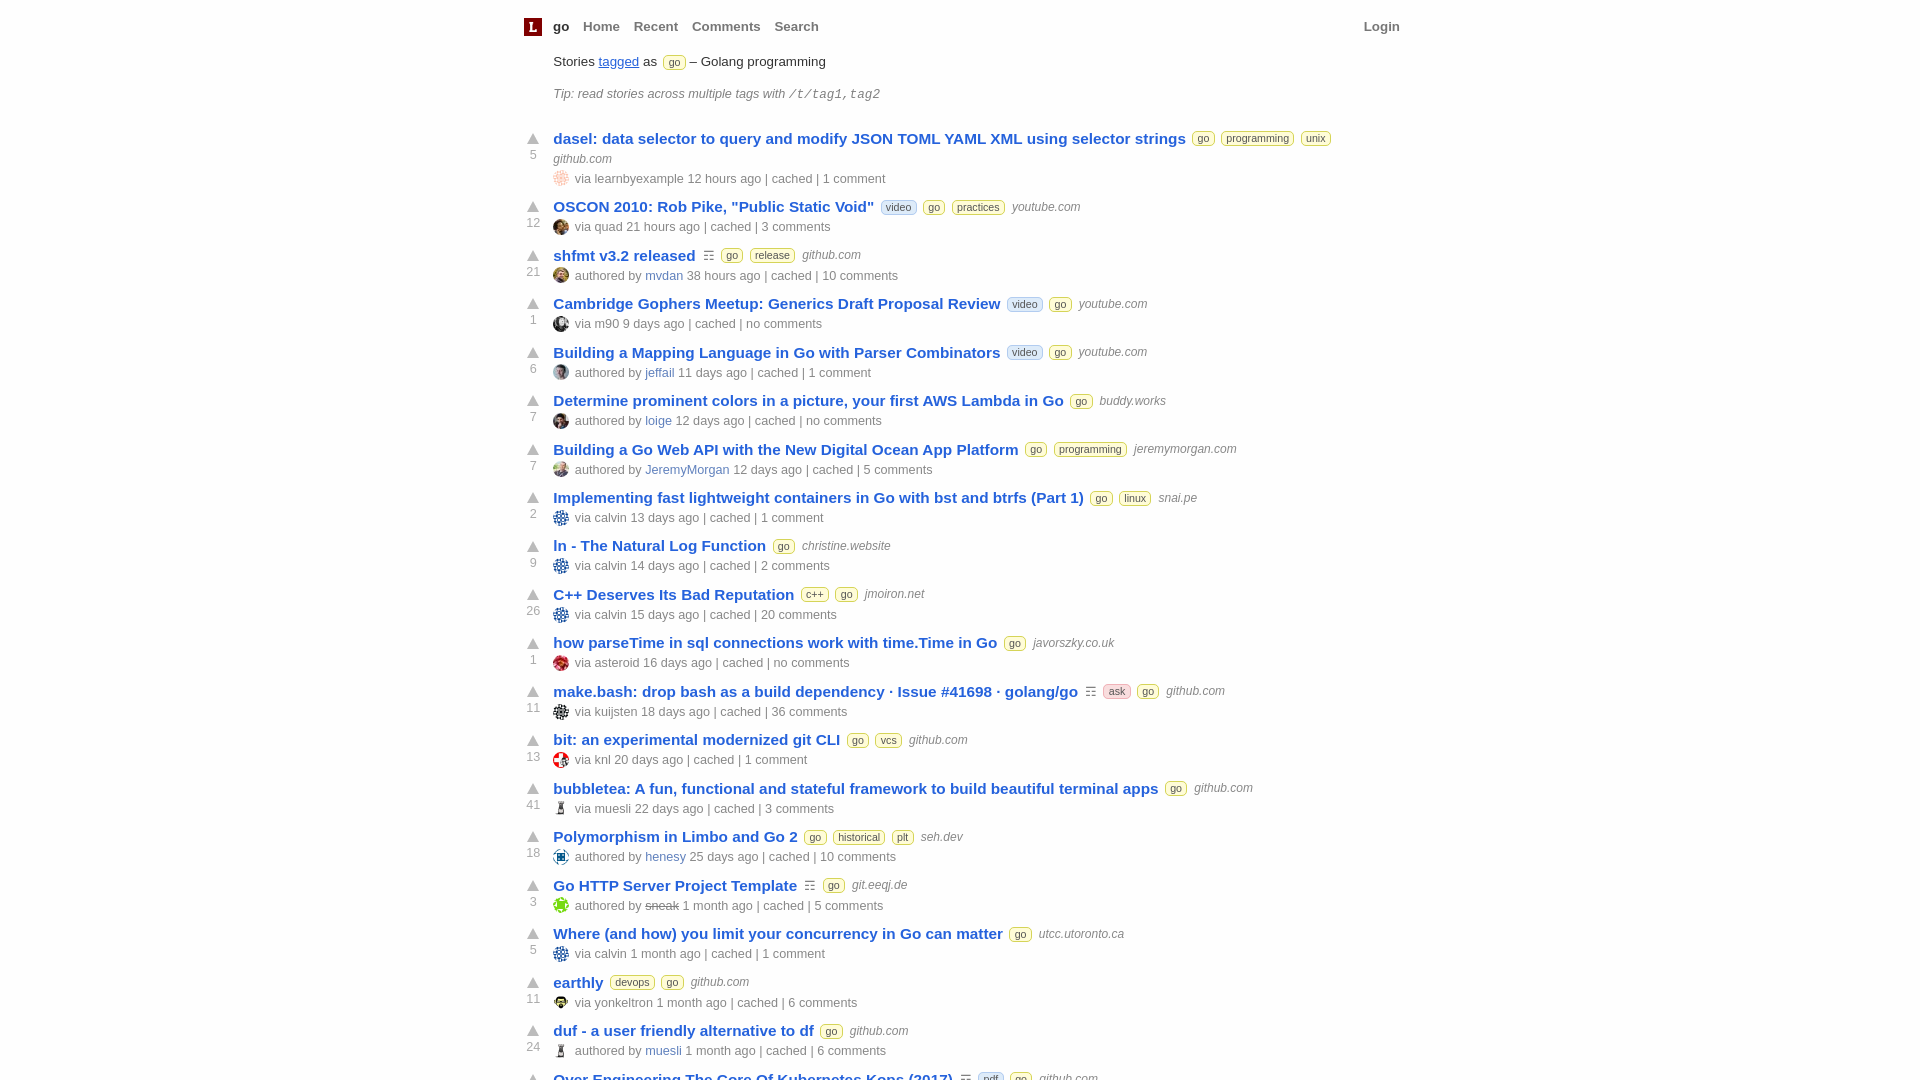 L go Home Recent Comments Search Login
Stories tagged as go – Golang programming
Tip: read stories across multiple tags with /t/tag1,tag2
dasel: data selector to query and modify JSON TOML YAML XML using selector strings go programming unix
5 github.com
via learnbyexample 12 hours ago | cached | 1 comment
OSCON 2010: Rob Pike, "Public Static Void" video go practices youtube.com
12 via quad 21 hours ago | cached | 3 comments
shfmt v3.2 released ☶ go release github.com
21 authored by mvdan 38 hours ago | cached | 10 comments
Cambridge Gophers Meetup: Generics Draft Proposal Review video go youtube.com
1 via m90 9 days ago | cached | no comments
Building a Mapping Language in Go with Parser Combinators video go youtube.com
6 authored by jeffail 11 days ago | cached | 1 comment
Determine prominent colors in a picture, your first AWS Lambda in Go go buddy.works
7 authored by loige 12 days ago | cached | no comments
Building a Go Web API with the New Digital Ocean App Platform go programming jeremymorgan.com
7 authored by JeremyMorgan 12 days ago | cached | 5 comments
Implementing fast lightweight containers in Go with bst and btrfs (Part 1) go linux snai.pe
2 via calvin 13 days ago | cached | 1 comment
ln - The Natural Log Function go christine.website
9 via calvin 14 days ago | cached | 2 comments
C++ Deserves Its Bad Reputation c++ go jmoiron.net
26 via calvin 15 days ago | cached | 20 comments
how parseTime in sql connections work with time.Time in Go go javorszky.co.uk
1 via asteroid 16 days ago | cached | no comments
make.bash: drop bash as a build dependency · Issue #41698 · golang/go ☶ ask go github.com
11 via kuijsten 18 days ago | cached | 36 comments
bit: an experimental modernized git CLI go vcs github.com
13 via knl 20 days ago | cached | 1 comment
bubbletea: A fun, functional and stateful framework to build beautiful terminal apps go github.com
41 via muesli 22 days ago | cached | 3 comments
Polymorphism in Limbo and Go 2 go historical plt seh.dev
18 authored by henesy 25 days ago | cached | 10 comments
Go HTTP Server Project Template ☶ go git.eeqj.de
3 authored by sneak 1 month ago | cached | 5 comments
Where (and how) you limit your concurrency in Go can matter go utcc.utoronto.ca
5 via calvin 1 month ago | cached | 1 comment
earthly devops go github.com
11 via yonkeltron 1 month ago | cached | 6 comments
duf - a user friendly alternative to df go github.com
24 authored by muesli 1 month ago | cached | 6 comments
Over Engineering The Core Of Kubernetes Kops (2017) ☶ pdf go github.com